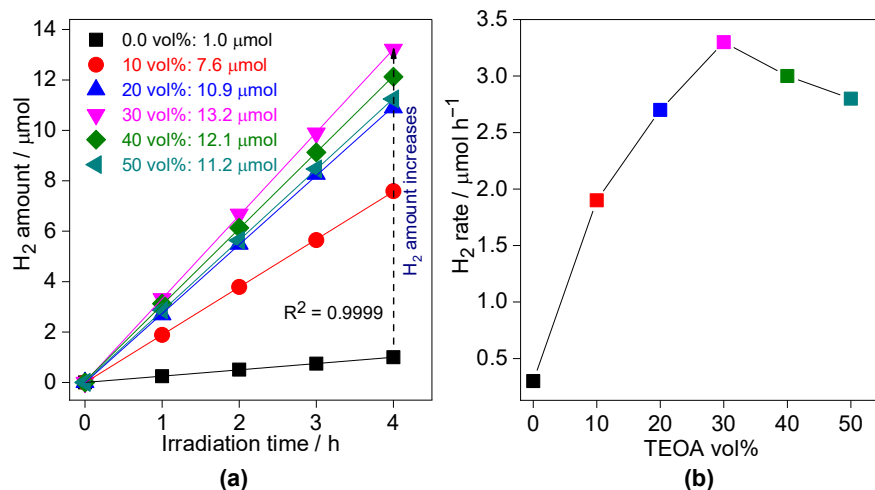 14
12
10
8
6
4
2
0
H₂ amount / μmol
0.0 vol%: 1.0 μmol
10 vol%: 7.6 μmol
20 vol%: 10.9 μmol
30 vol%: 13.2 μmol
40 vol%: 12.1 μmol
50 vol%: 11.2 μmol
H₂ amount increases
R² = 0.9999
0 1 2 3 4
Irradiation time / h
(a)
3.5
3.0
2.5
2.0
1.5
1.0
0.5
H₂ rate / μmol h⁻¹
0 10 20 30 40 50
TEOA vol%
(b)